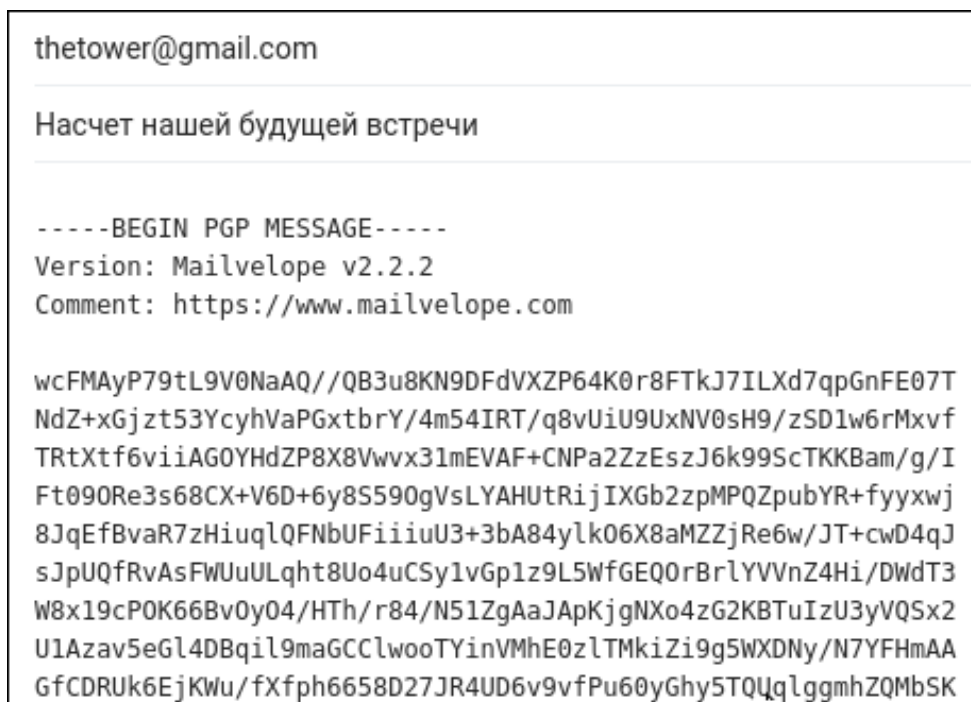 thetower@gmail.com
Насчет нашей будущей встречи
-----BEGIN PGP MESSAGE-----
Version: Mailvelope v2.2.2
Comment: https://www.mailvelope.com
wcFMAyP79tL9V0NaAQ//QB3u8KN9DFdVXZP64K0r8FTkJ7ILXd7qpGnFE07T
NdZ+xGjzt53YcyhVaPGxtbrY/4m54IRT/q8vUiU9UxNV0sH9/zSD1w6rMxvf
TRtXtf6viiAGOYHdZP8X8Vwvx31mEVAF+CNPa2ZzEszJ6k99ScTKKBam/g/I
Ft09ORe3s68CX+V6D+6y8S59OgVsLYAHUtRijIXGb2zpMPQZpubYR+fyyxwj
8JqEfBvaR7zHiuqlQFNbUFiiiuU3+3bA84ylkO6X8aMZZjRe6w/JT+cwD4qJ
sJpUQfRvAsFWUuULqht8Uo4uCSy1vGp1z9L5WfGEQOrBrlYVVnZ4Hi/DWdT3
W8x19cPOK66BvOyO4/HTh/r84/N51ZgAaJApKjgNXo4zG2KBTuIzU3yVQSx2
U1Azav5eGl4DBqil9maGCClwooTYinVMhE0zlTMkiZi9g5WXDNy/N7YFHmAA
GfCDRUk6EjKWu/fXfph6658D27JR4UD6v9vfPu60yGhy5TQUqlggmhZQMbSK